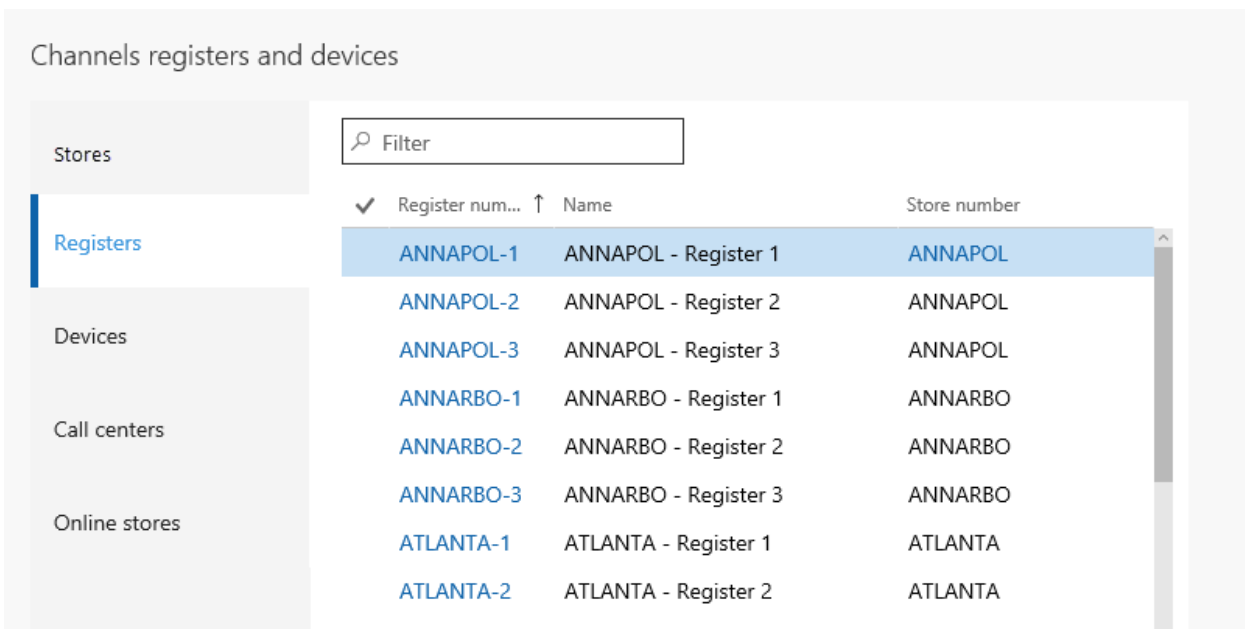 Channels registers and devices
Stores
Registers
Devices
Call centers
Online stores
Filter
Register num... ↑ Name Store number
ANNAPOL-1 ANNAPOL - Register 1 ANNAPOL
ANNAPOL-2 ANNAPOL - Register 2 ANNAPOL
ANNAPOL-3 ANNAPOL - Register 3 ANNAPOL
ANNARBO-1 ANNARBO - Register 1 ANNARBO
ANNARBO-2 ANNARBO - Register 2 ANNARBO
ANNARBO-3 ANNARBO - Register 3 ANNARBO
ATLANTA-1 ATLANTA - Register 1 ATLANTA
ATLANTA-2 ATLANTA - Register 2 ATLANTA